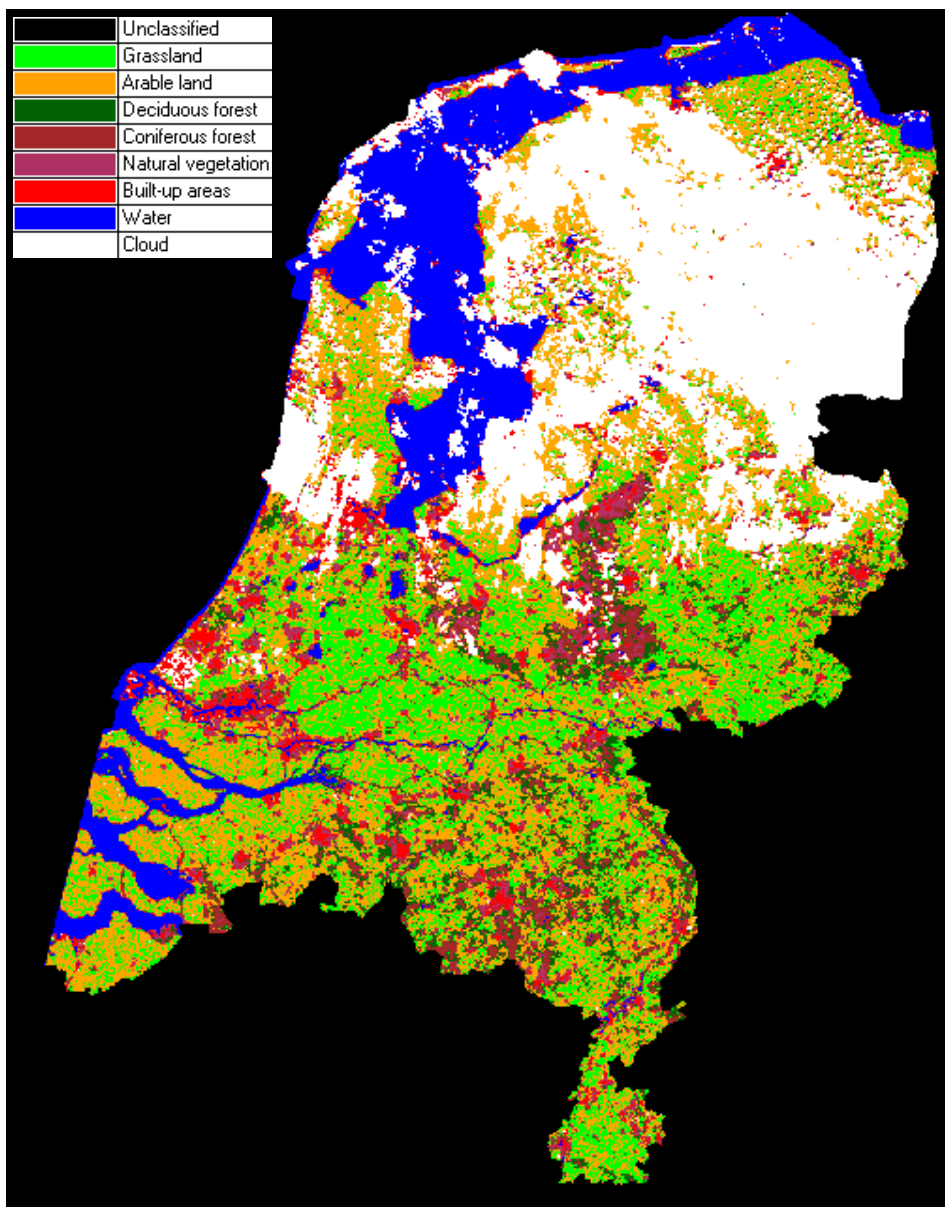 Unclassified
Grassland
Arable land
Deciduous forest
Coniferous forest
Natural vegetation
Built-up areas
Water
Cloud